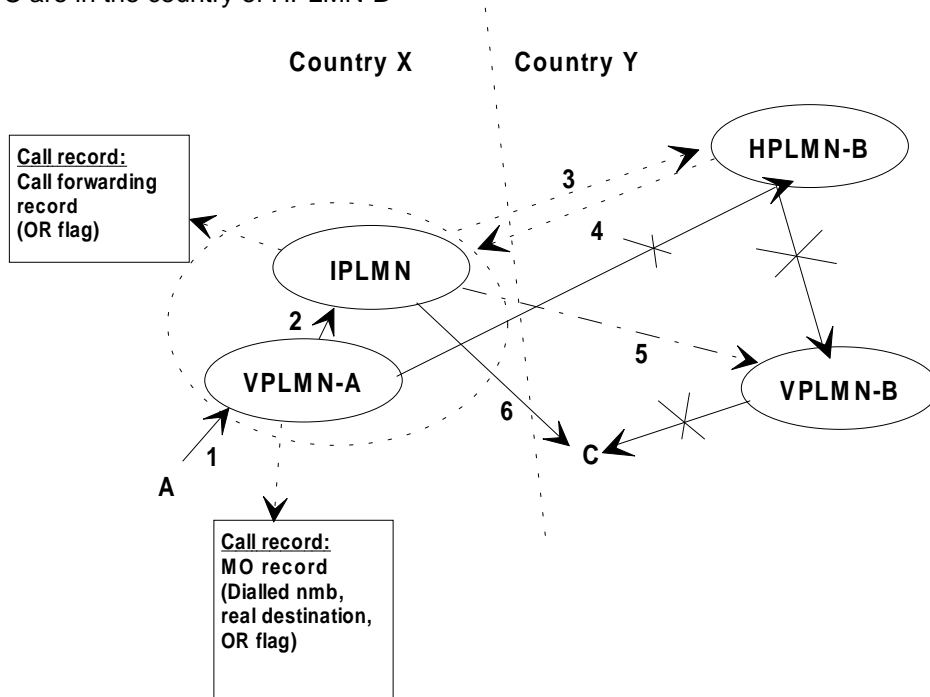 are in the country of HPLMN-B
Country X
Country Y
Call record:
Call forwarding
record
(OR flag)
HPLMN-B
3
4
IPLMN
2
5
VPLMN-A
VPLMN-B
6
1
C
A
Call record:
MO record
(Dialled nmb,
real destination,
OR flag)